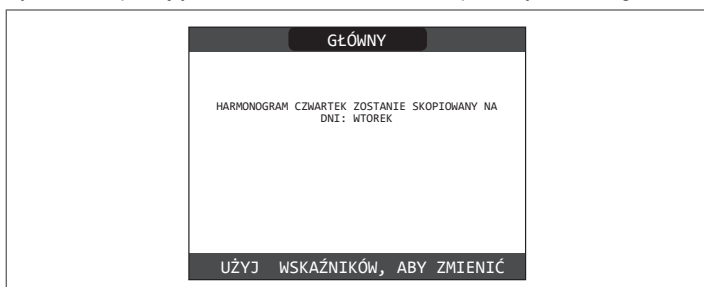 GŁÓWNY
HARMONOGRAM CZWARTEK ZOSTANIE SKOPIOWANY NA
DNI: WTOREK
UŻYJ WSKAŹNIKÓW, ABY ZMIENIĆ